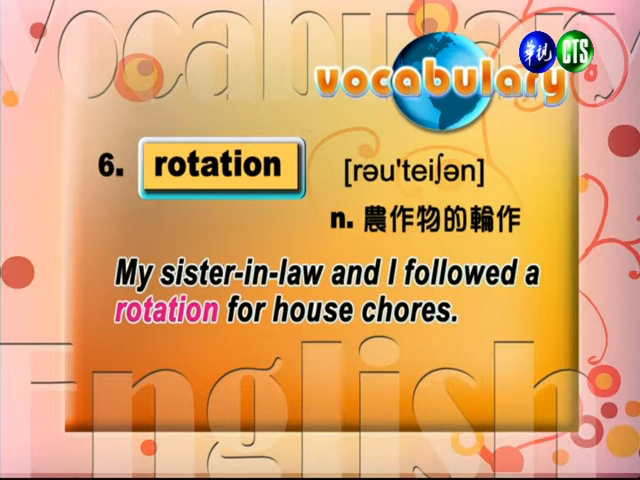 Vocabulary
vocabulary
華視 CTS
6. rotation [rəu'teiʃən]
n. 農作物的輪作
My sister-in-law and I followed a
rotation for house chores.
English